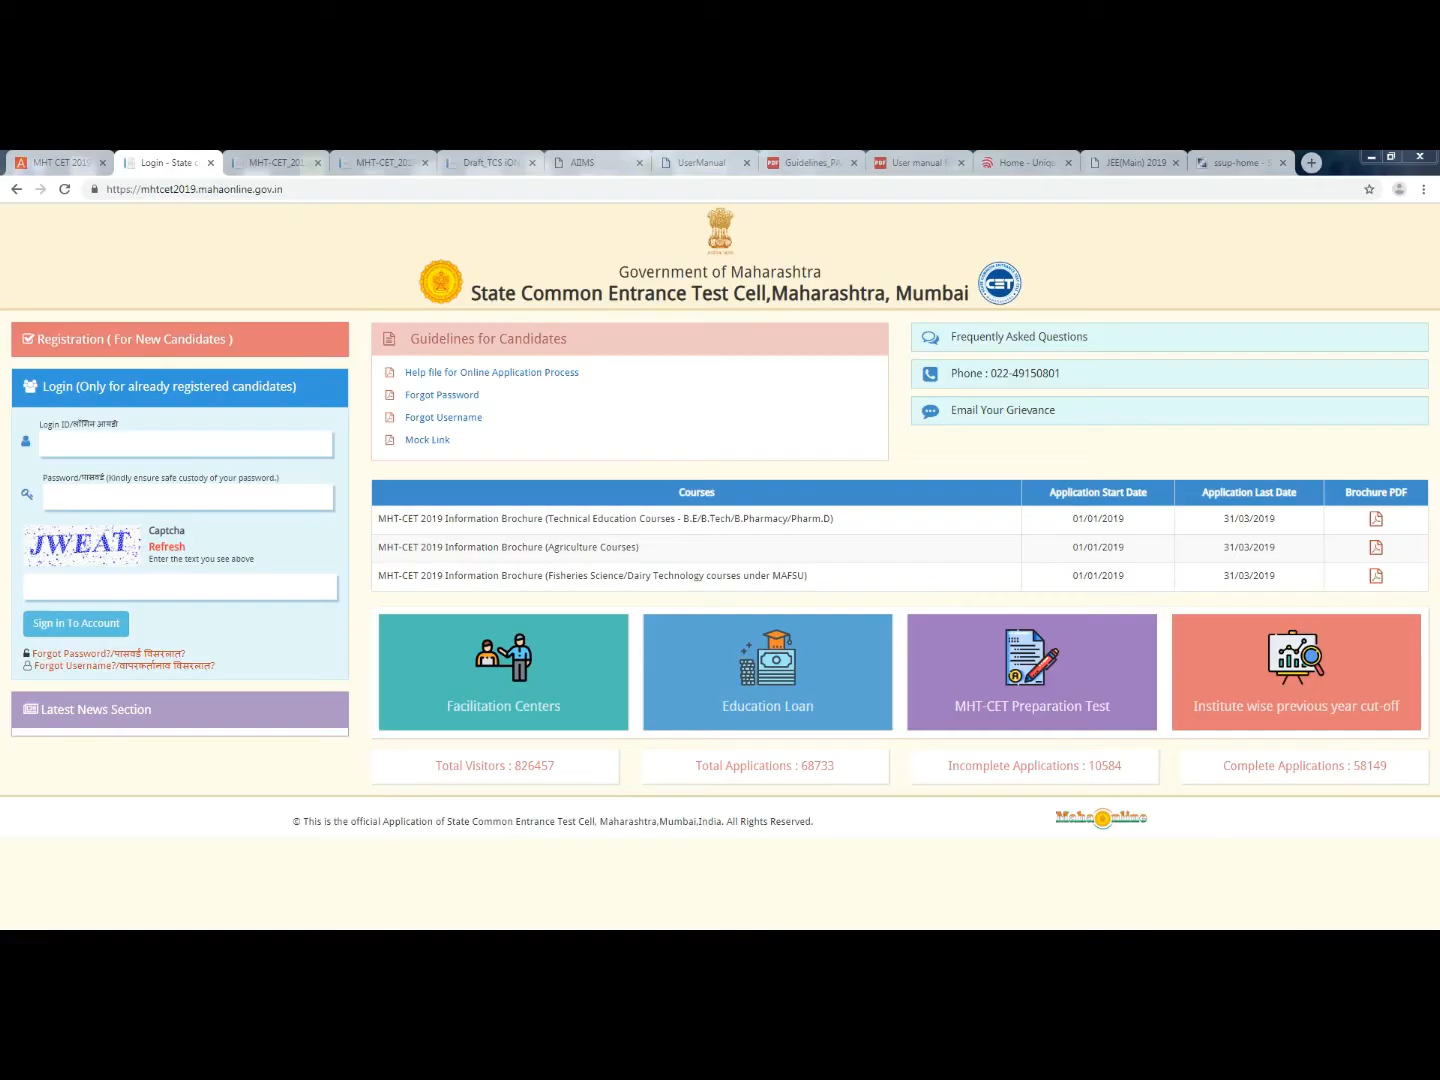 MHT CET 2019
Login - State c
MHT-CET_201
MHT-CET_201
Draft_TCS iON
AIIMS
UserManual
Guidelines_PA
User manual f
Home - Uniqu
JEE(Main) 2019
ssup-home - S
https://mhtcet2019.mahaonline.gov.in
Government of Maharashtra
State Common Entrance Test Cell,Maharashtra, Mumbai
CET
Registration ( For New Candidates )
Login (Only for already registered candidates)
Login ID/लॉगिन आयडी
Password/पासवर्ड (Kindly ensure safe custody of your password.)
JWEAT
Captcha
Refresh
Enter the text you see above
Sign in To Account
Forgot Password?/पासवर्ड विसरलात?
Forgot Username?/वापरकर्तानाव विसरलात?
Latest News Section
Guidelines for Candidates
Help file for Online Application Process
Forgot Password
Forgot Username
Mock Link
Frequently Asked Questions
Phone : 022-49150801
Email Your Grievance
Courses Application Start Date Application Last Date Brochure PDF
MHT-CET 2019 Information Brochure (Technical Education Courses - B.E/B.Tech/B.Pharmacy/Pharm.D) 01/01/2019 31/03/2019
MHT-CET 2019 Information Brochure (Agriculture Courses) 01/01/2019 31/03/2019
MHT-CET 2019 Information Brochure (Fisheries Science/Dairy Technology courses under MAFSU) 01/01/2019 31/03/2019
Facilitation Centers
Education Loan
MHT-CET Preparation Test
Institute wise previous year cut-off
Total Visitors : 826457
Total Applications : 68733
Incomplete Applications : 10584
Complete Applications : 58149
© This is the official Application of State Common Entrance Test Cell, Maharashtra,Mumbai,India. All Rights Reserved.
MahaOnline